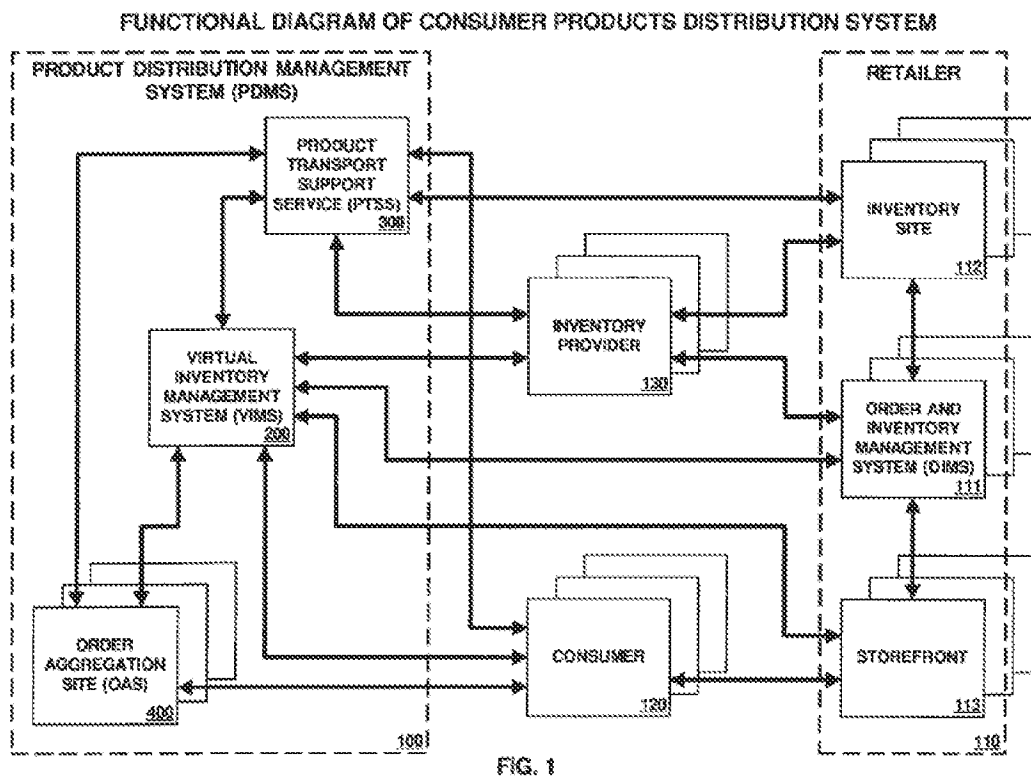 FUNCTIONAL DIAGRAM OF CONSUMER PRODUCTS DISTRIBUTION SYSTEM
PRODUCT DISTRIBUTION MANAGEMENT
SYSTEM (PDMS)
RETAILER
PRODUCT
TRANSPORT
SUPPORT
SERVICE (PTSS)
300
INVENTORY
SITE
112
INVENTORY
PROVIDER
130
VIRTUAL
INVENTORY
MANAGEMENT
SYSTEM (VIMS)
200
ORDER AND
INVENTORY
MANAGEMENT
SYSTEM (OIMS)
111
ORDER
AGGREGATION
SITE (OAS)
400
CONSUMER
120
STOREFRONT
113
100
110
FIG. 1